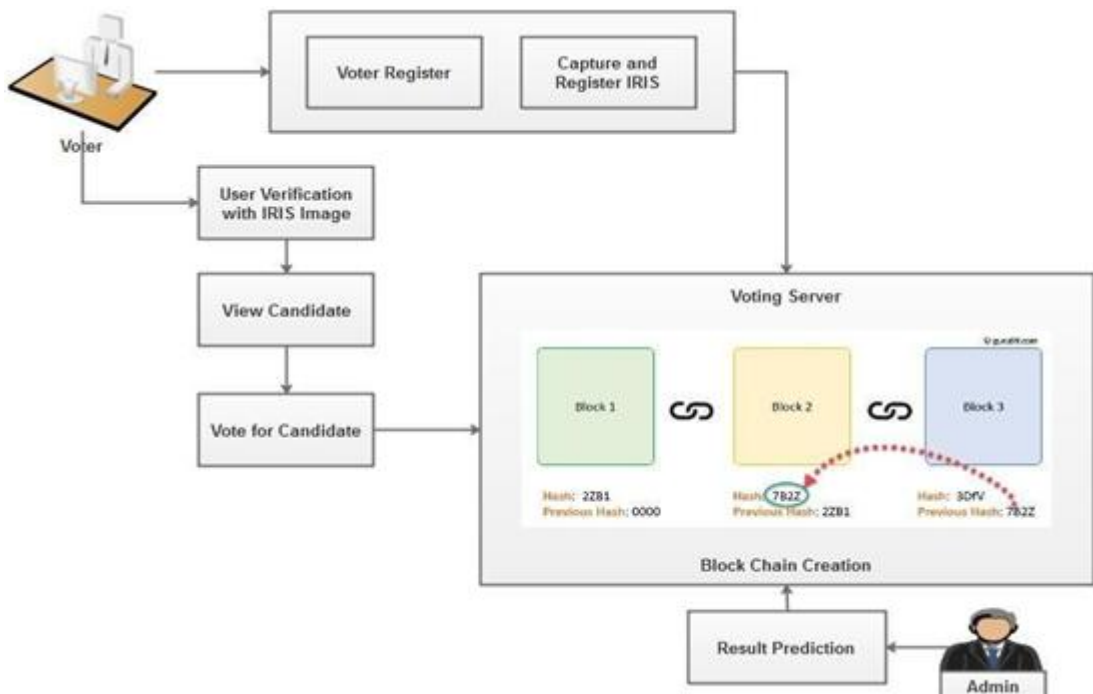 Voter Register
Capture and
Register IRIS
Voter
User Verification
with IRIS Image
View Candidate
Vote for Candidate
Voting Server
Block 1
Block 2
Block 3
Hash: 2ZB1
Previous Hash: 0000
Hash: 7B2Z
Previous Hash: 2ZB1
Hash: 3DfV
Previous Hash: 7B2Z
Block Chain Creation
Result Prediction
Admin